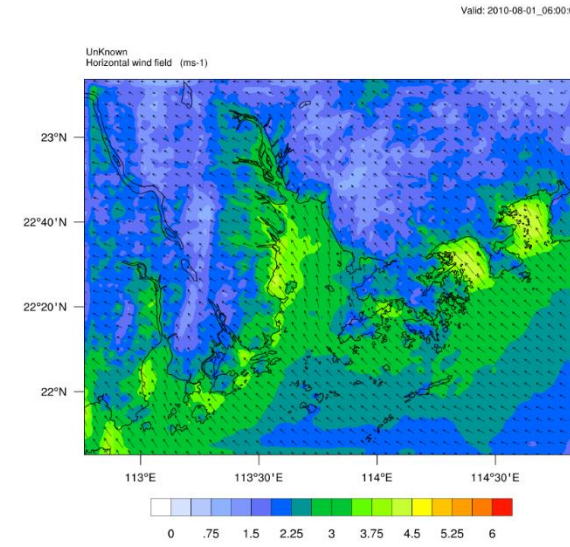 Valid: 2010-08-01_06:00:
UnKnown
Horizontal wind field (ms-1)
23°N
22°40'N
22°20'N
22°N
113°E
113°30'E
114°E
114°30'E
0 .75 1.5 2.25 3 3.75 4.5 5.25 6